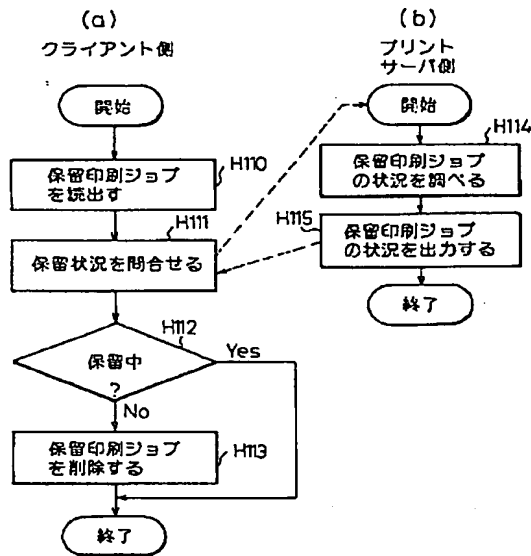 (a)
クライアント側
開始
保留印刷ジョブ
を読出す
H110
H111
保留状況を問合せる
H112
保留中
?
Yes
No
保留印刷ジョブ
を削除する
H113
終了
(b)
プリント
サーバ側
開始
H114
保留印刷ジョブ
の状況を調べる
H115
保留印刷ジョブ
の状況を出力する
終了